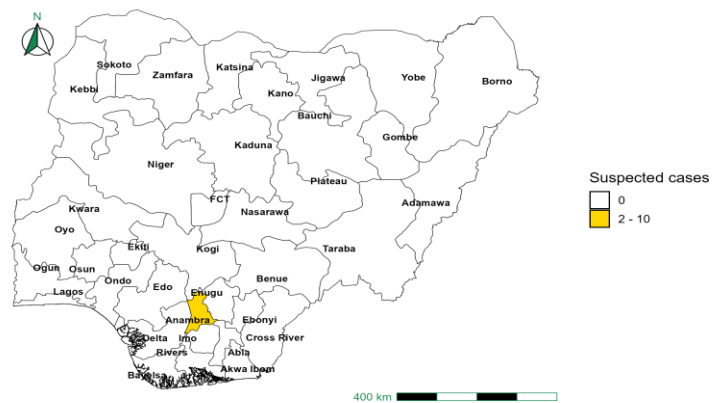 N
Sokoto
Katsina
Zamfara
Jigawa
Yobe
Borno
Kebbi
Kano
Bauchi
Gombe
Kaduna
Niger
Plateau
FCT
Adamawa
Kwara
Nasarawa
Oyo
Ekiti
Kogi
Taraba
Ogun
Osun
Ondo
Benue
Lagos
Edo
Enugu
Anambra
Ebonyi
Delta
Imo
Cross River
Rivers
Abia
Bayelsa
Akwa Ibom
Suspected cases
0
2 - 10
400 km